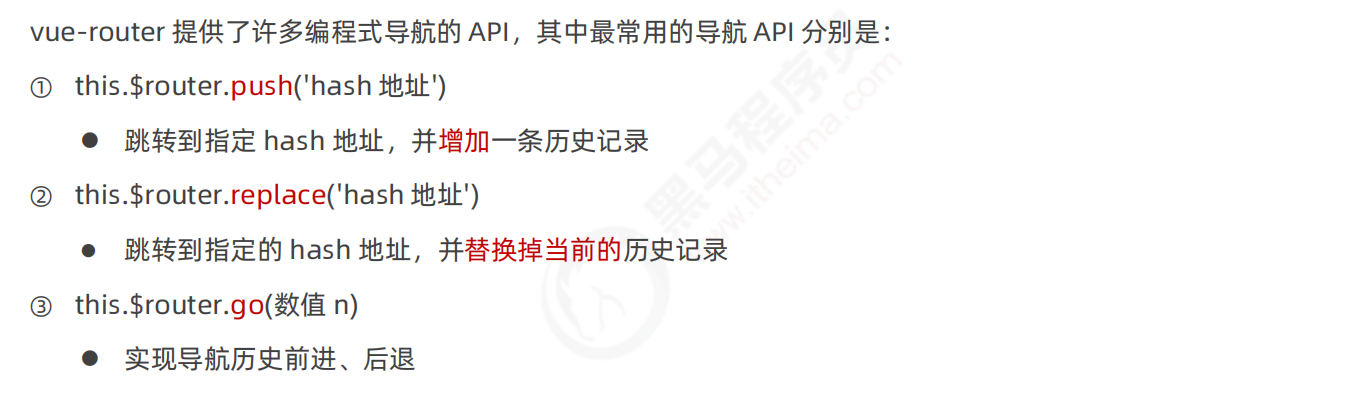 vue-router 提供了许多编程式导航的 API，其中最常用的导航 API 分别是：
① this.$router.push('hash 地址')
● 跳转到指定 hash 地址，并增加一条历史记录
② this.$router.replace('hash 地址')
● 跳转到指定的 hash 地址，并替换掉当前的历史记录
③ this.$router.go(数值 n)
● 实现导航历史前进、后退
黑马程序员
www.itheima.com